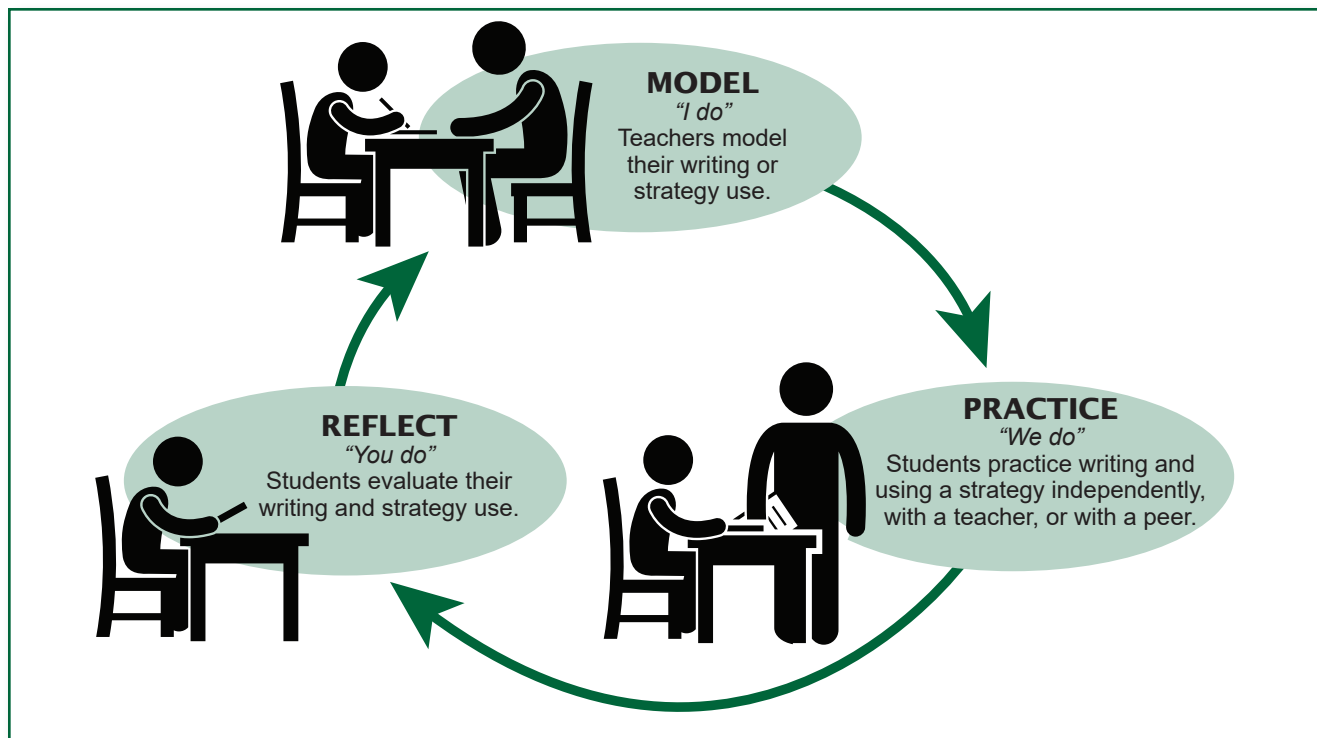 MODEL
“I do”
Teachers model
their writing or
strategy use.
PRACTICE
“We do”
Students practice writing and
using a strategy independently,
with a teacher, or with a peer.
REFLECT
“You do”
Students evaluate their
writing and strategy use.